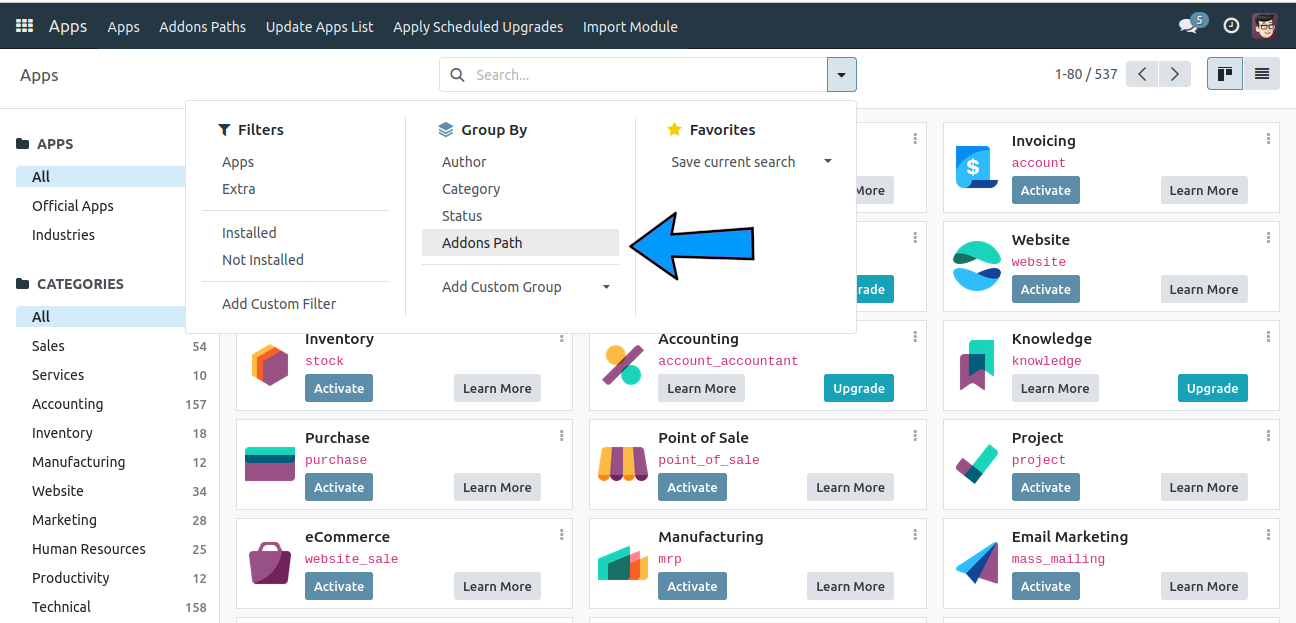 Apps Apps Addons Paths Update Apps List Apply Scheduled Upgrades Import Module 5
Apps Search... 1-80 / 537
APPS
All
Official Apps
Industries
CATEGORIES
All
Sales 54
Services 10
Accounting 157
Inventory 18
Manufacturing 12
Website 34
Marketing 28
Human Resources 25
Productivity 12
Technical 158
Filters
Apps
Extra
Installed
Not Installed
Add Custom Filter
Group By
Author
Category
Status
Addons Path
Add Custom Group
Favorites
Save current search
More
Invoicing
account
Activate Learn More
rade
Website
website
Activate Learn More
Inventory
stock
Activate Learn More
Accounting
account_accountant
Learn More Upgrade
Knowledge
knowledge
Learn More Upgrade
Purchase
purchase
Activate Learn More
Point of Sale
point_of_sale
Activate Learn More
Project
project
Activate Learn More
eCommerce
website_sale
Activate Learn More
Manufacturing
mrp
Activate Learn More
Email Marketing
mass_mailing
Activate Learn More